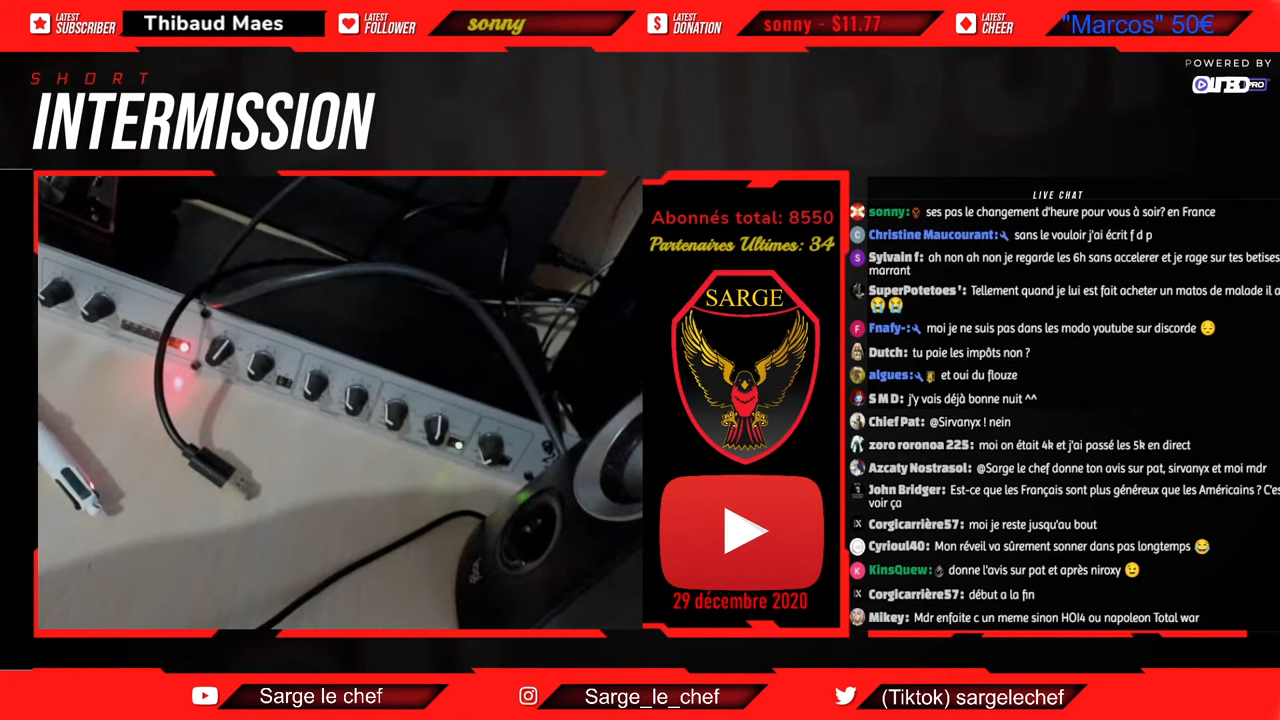 LATEST SUBSCRIBER
Thibaud Maes
LATEST FOLLOWER
sonny
LATEST DONATION
sonny - $11.77
LATEST CHEER
"Marcos" 50€
POWERED BY
SHORT
INTERMISSION
Abonnés total: 8550
Partenaires Ultimes: 34
SARGE
29 décembre 2020
LIVE CHAT
sonny: ses pas le changement d'heure pour vous à soir? en France
Christine Maucourant: sans le vouloir j'ai écrit f d p
Sylvain f: ah non ah non je regarde les 6h sans accelerer et je rage sur tes betises
marrant
SuperPotetoes': Tellement quand je lui est fait acheter un matos de malade il a
😭😭
Fnafy-: moi je ne suis pas dans les modo youtube sur discorde 😔
Dutch: tu paie les impôts non ?
algues: et oui du flouze
S M D: j'y vais déjà bonne nuit ^^
Chief Pat: @Sirvanyx ! nein
zoro roronoa 225: moi on était 4k et j'ai passé les 5k en direct
Azcaty Nostrasol: @Sarge le chef donne ton avis sur pat, sirvanyx et moi mdr
John Bridger: Est-ce que les Français sont plus généreux que les Américains ? C'es
voir ça
Corgicarrière57: moi je reste jusqu'au bout
Cyrioul40: Mon réveil va sûrement sonner dans pas longtemps 😂
KinsQuew: donne l'avis sur pat et après niroxy 😉
Corgicarrière57: début a la fin
Mikey: Mdr enfaite c un meme sinon HOI4 ou napoleon Total war
Sarge le chef
Sarge_le_chef
(Tiktok) sargelechef